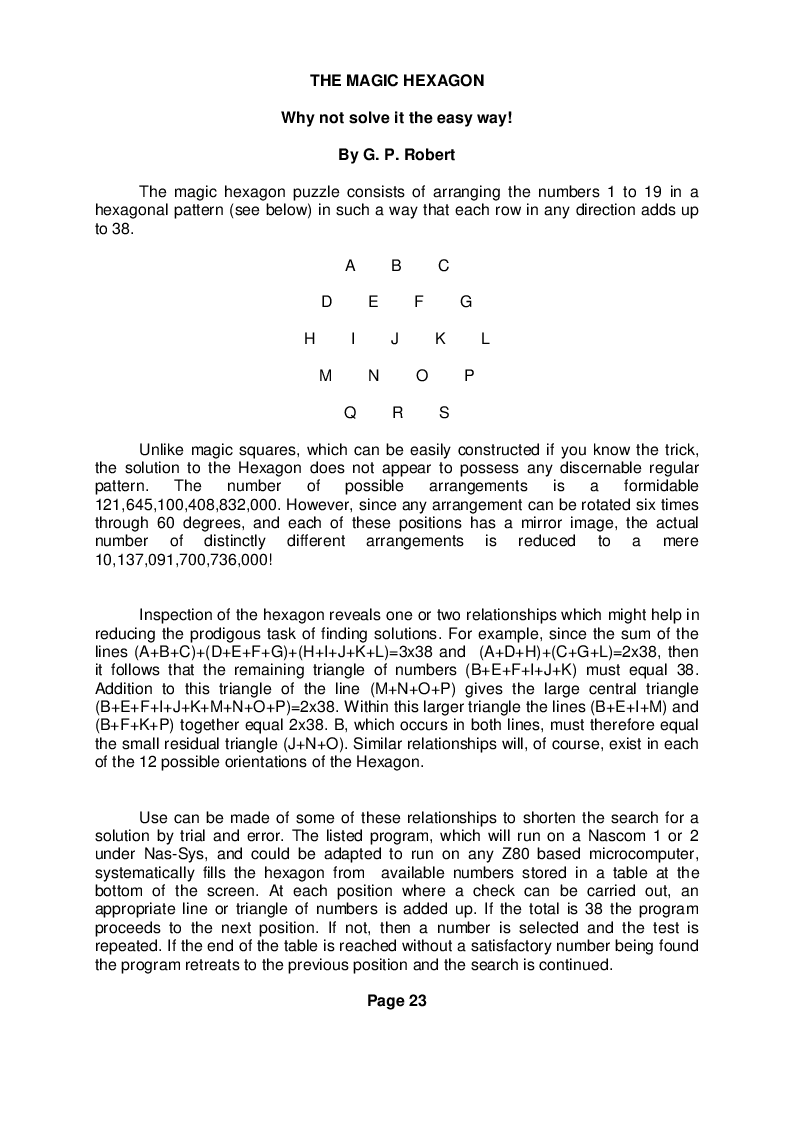 THE MAGIC HEXAGON
Why not solve it the easy way!
By G. P. Robert
The magic hexagon puzzle consists of arranging the numbers 1 to 19 in a
hexagonal pattern (see below) in such a way that each row in any direction adds up
to 38.
A B C
D E F G
H I J K L
M N O P
Q R S
Unlike magic squares, which can be easily constructed if you know the trick,
the solution to the Hexagon does not appear to possess any discernable regular
pattern. The number of possible arrangements is a formidable
121,645,100,408,832,000. However, since any arrangement can be rotated six times
through 60 degrees, and each of these positions has a mirror image, the actual
number of distinctly different arrangements is reduced to a mere
10,137,091,700,736,000!
Inspection of the hexagon reveals one or two relationships which might help in
reducing the prodigous task of finding solutions. For example, since the sum of the
lines (A+B+C)+(D+E+F+G)+(H+I+J+K+L)=3x38 and (A+D+H)+(C+G+L)=2x38, then
it follows that the remaining triangle of numbers (B+E+F+I+J+K) must equal 38.
Addition to this triangle of the line (M+N+O+P) gives the large central triangle
(B+E+F+I+J+K+M+N+O+P)=2x38. Within this larger triangle the lines (B+E+I+M) and
(B+F+K+P) together equal 2x38. B, which occurs in both lines, must therefore equal
the small residual triangle (J+N+O). Similar relationships will, of course, exist in each
of the 12 possible orientations of the Hexagon.
Use can be made of some of these relationships to shorten the search for a
solution by trial and error. The listed program, which will run on a Nascom 1 or 2
under Nas-Sys, and could be adapted to run on any Z80 based microcomputer,
systematically fills the hexagon from available numbers stored in a table at the
bottom of the screen. At each position where a check can be carried out, an
appropriate line or triangle of numbers is added up. If the total is 38 the program
proceeds to the next position. If not, then a number is selected and the test is
repeated. If the end of the table is reached without a satisfactory number being found
the program retreats to the previous position and the search is continued.
Page 23